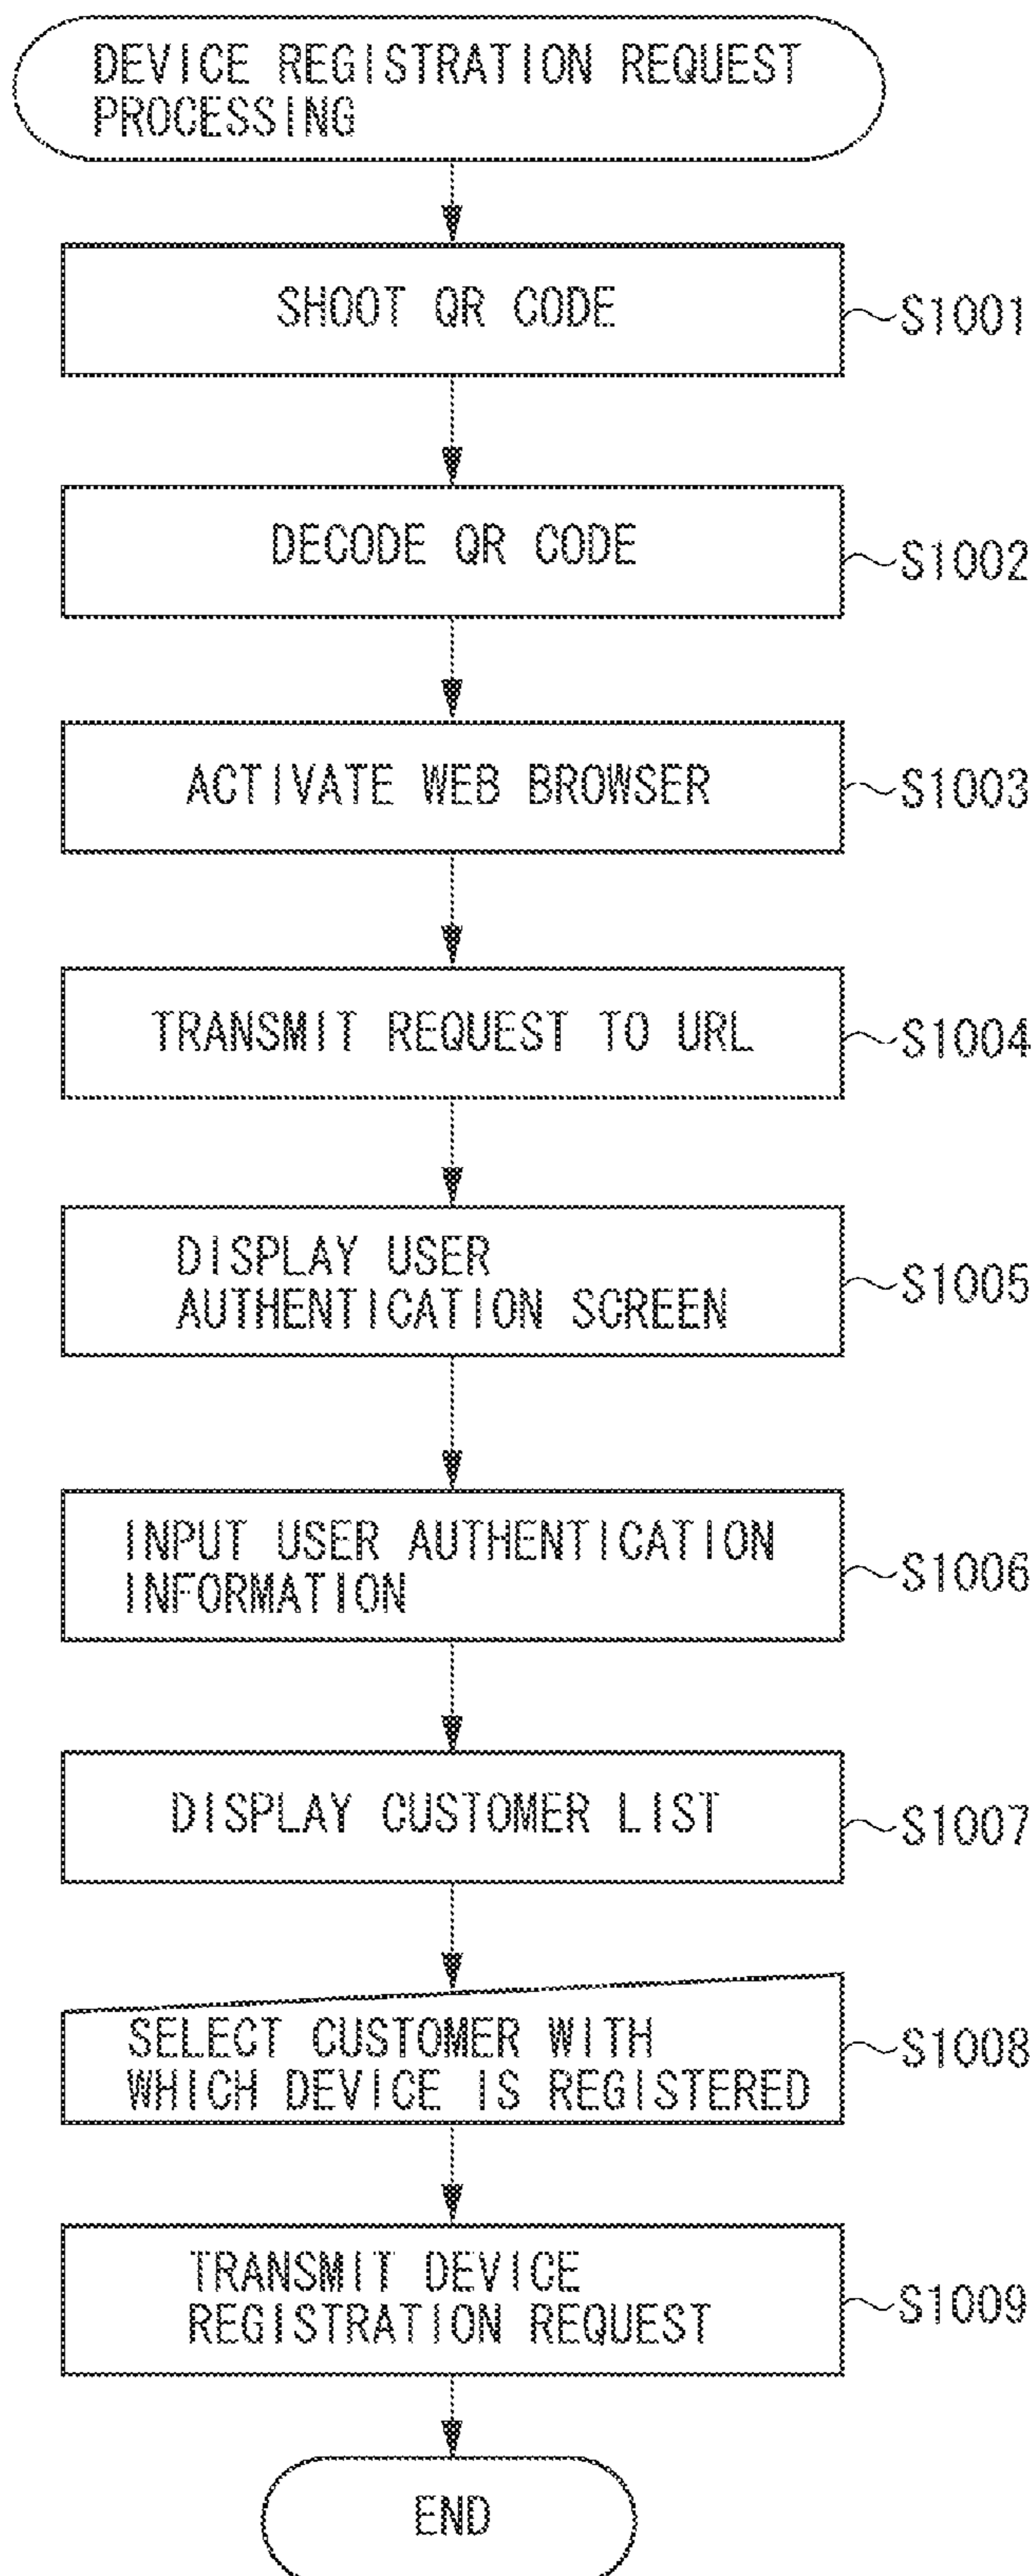 DEVICE REGISTRATION REQUEST
PROCESSING
SHOOT QR CODE
S1001
DECODE QR CODE
S1002
ACTIVATE WEB BROWSER
S1003
TRANSMIT REQUEST TO URL
S1004
DISPLAY USER
AUTHENTICATION SCREEN
S1005
INPUT USER AUTHENTICATION
INFORMATION
S1006
DISPLAY CUSTOMER LIST
S1007
SELECT CUSTOMER WITH
WHICH DEVICE IS REGISTERED
S1008
TRANSMIT DEVICE
REGISTRATION REQUEST
S1009
END